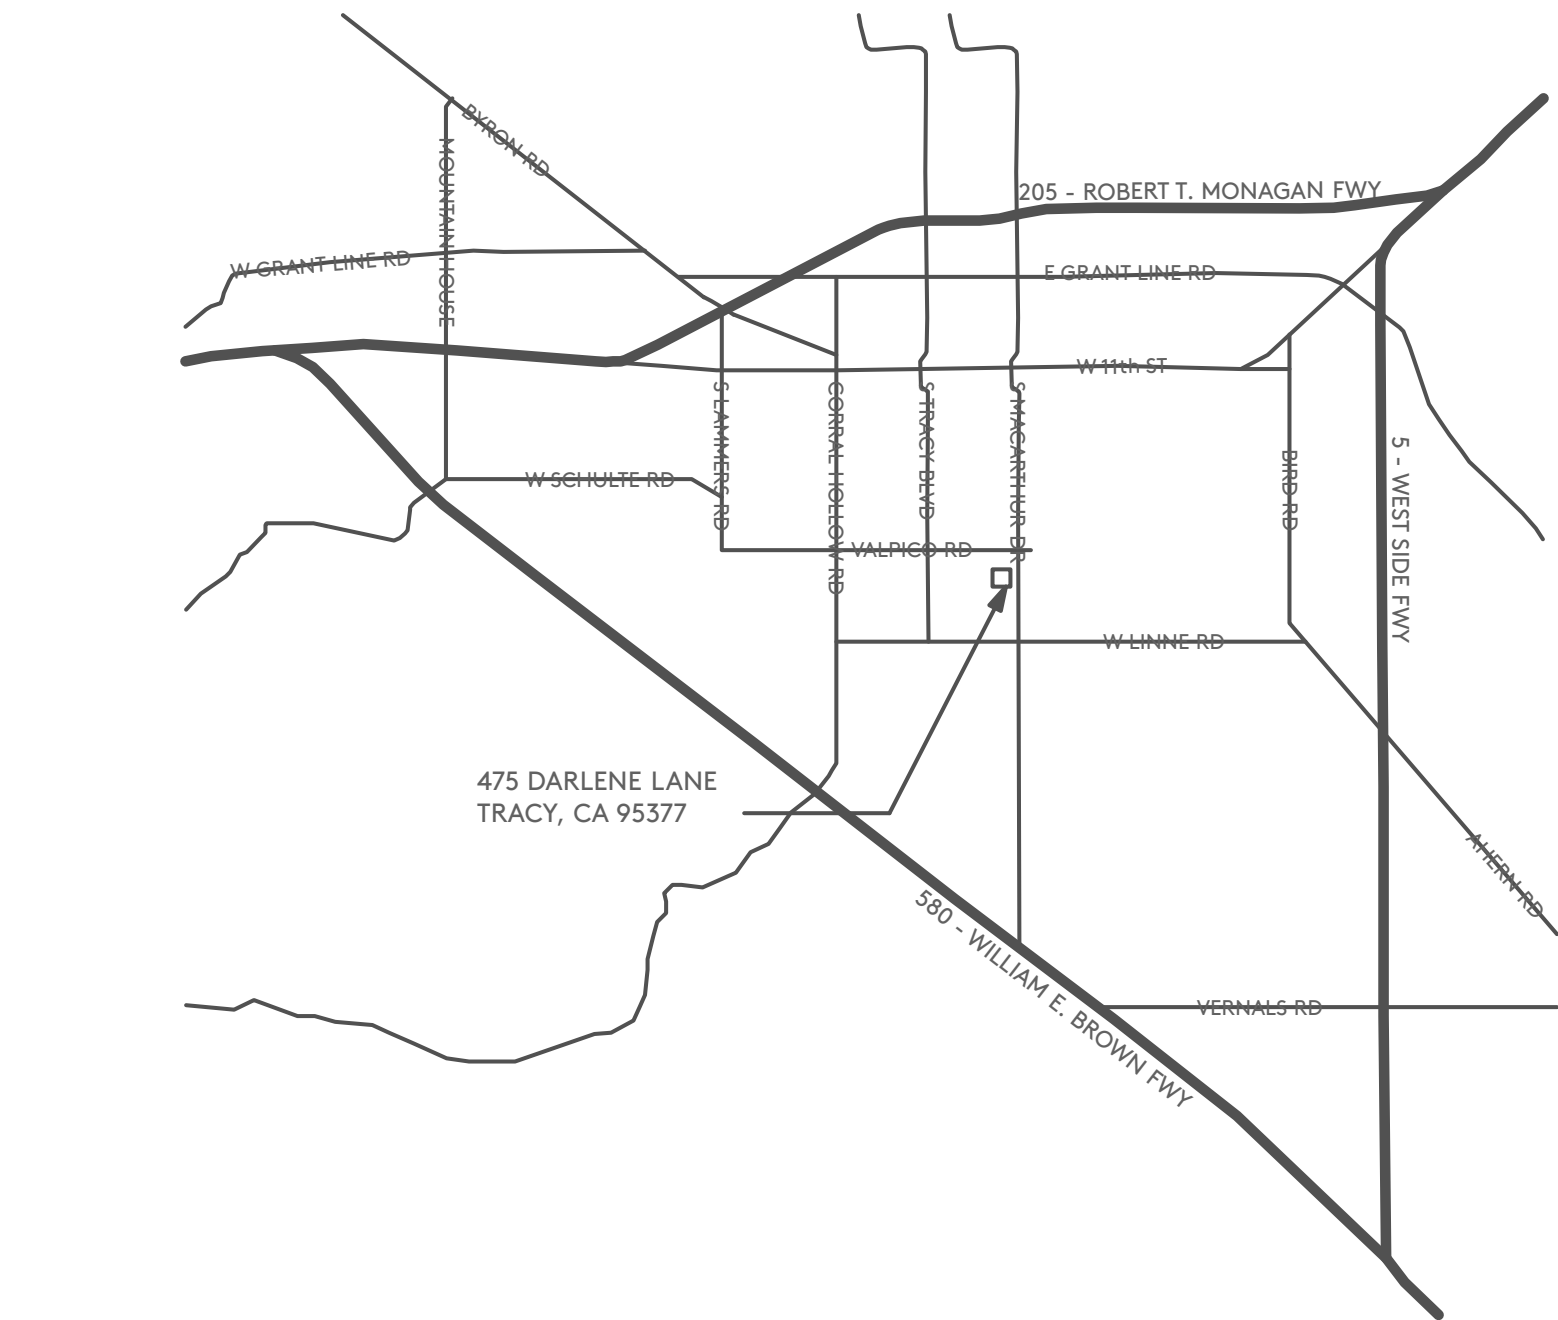 BYRON RD
MOUNTAIN HOUSE
205 - ROBERT T. MONAGAN FWY
W GRANT LINE RD
E GRANT LINE RD
W 11th ST
S LAMMERS RD
CORRAL HOLLOW RD
S TRACY BLVD
S MACARTHUR DR
BIRD RD
5 - WEST SIDE FWY
W SCHULTE RD
VALPICO RD
W LINNE RD
475 DARLENE LANE
TRACY, CA 95377
AHERN RD
580 - WILLIAM E. BROWN FWY
VERNALS RD